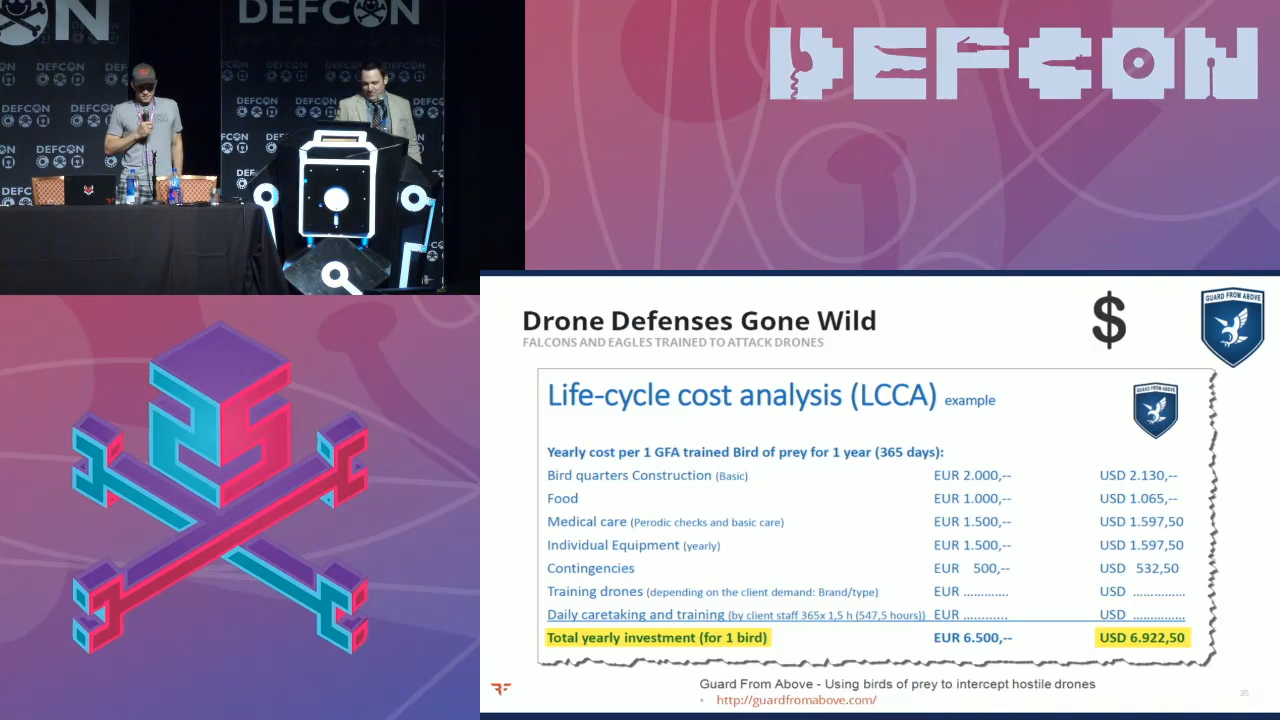 DEFCON
DEFCON
Drone Defenses Gone Wild
FALCONS AND EAGLES TRAINED TO ATTACK DRONES
$
GUARD FROM ABOVE
Life-cycle cost analysis (LCCA) example
GUARD FROM ABOVE
Yearly cost per 1 GFA trained Bird of prey for 1 year (365 days):
Bird quarters Construction (Basic) EUR 2.000,-- USD 2.130,--
Food EUR 1.000,-- USD 1.065,--
Medical care (Perodic checks and basic care) EUR 1.500,-- USD 1.597,50
Individual Equipment (yearly) EUR 1.500,-- USD 1.597,50
Contingencies EUR 500,-- USD 532,50
Training drones (depending on the client demand: Brand/type) EUR ............ USD ..............
Daily caretaking and training (by client staff 365x 1,5 h (547,5 hours)) EUR ............ USD ..............
Total yearly investment (for 1 bird) EUR 6.500,-- USD 6.922,50
Guard From Above - Using birds of prey to intercept hostile drones
• http://guardfromabove.com/
35